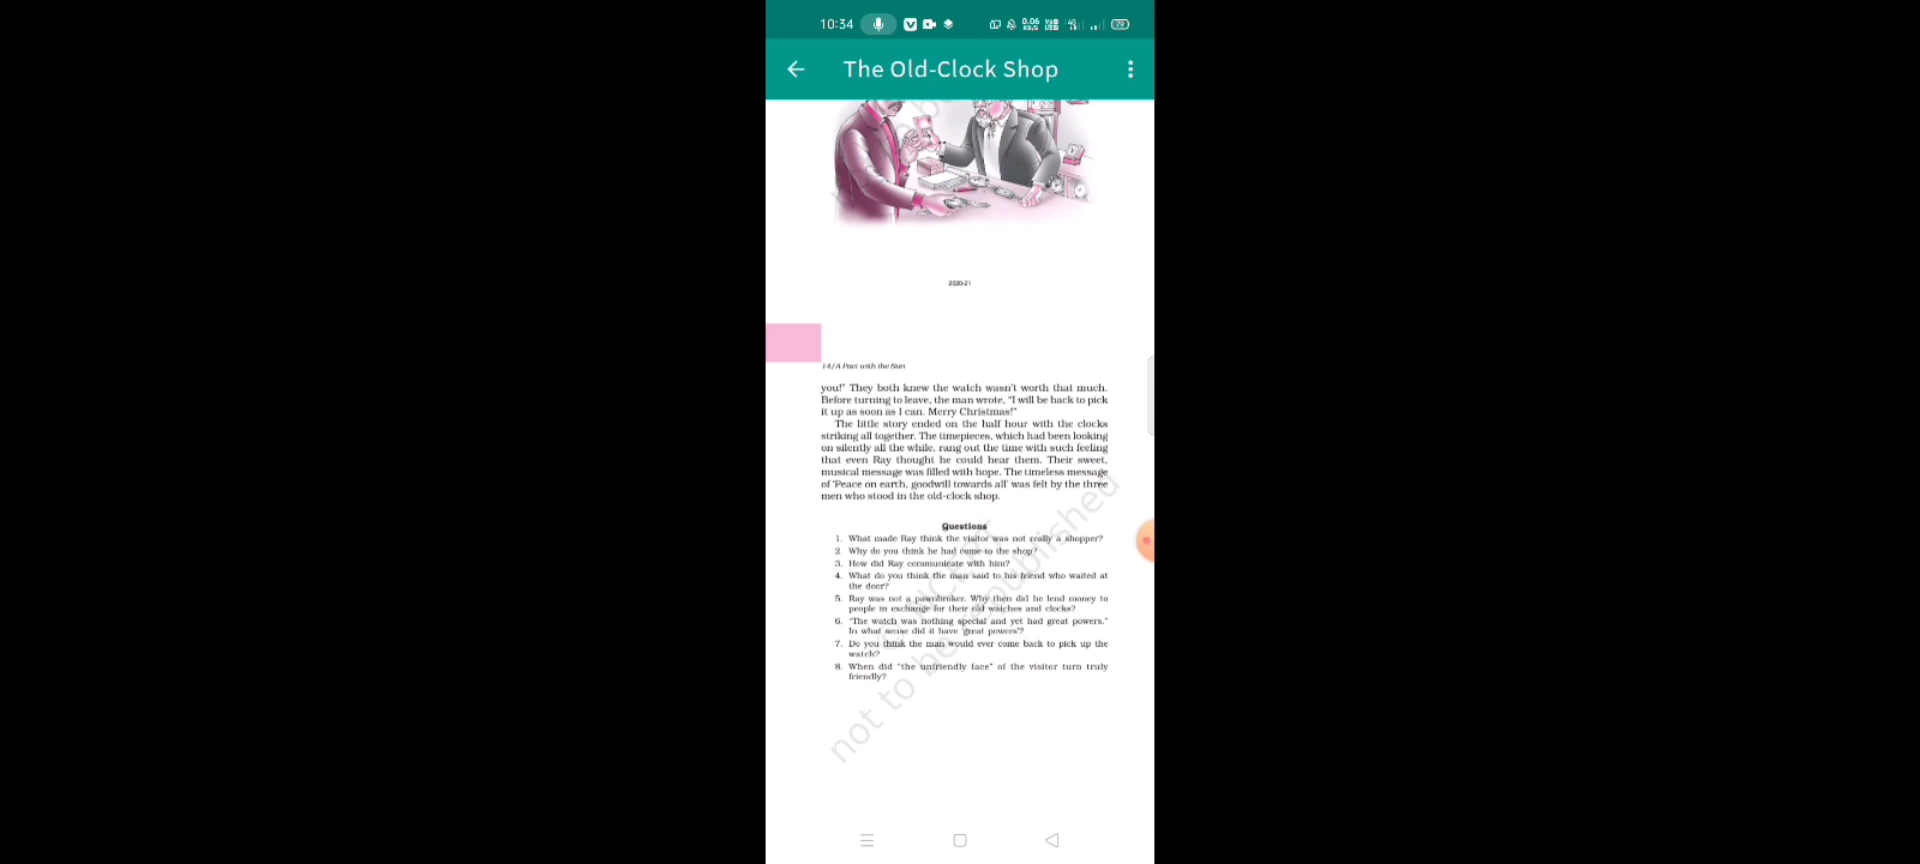 10:34
0.06 KB/S
4G
79
The Old-Clock Shop
2020-21
14/A Pact with the Sun
you!" They both knew the watch wasn't worth that much.
Before turning to leave, the man wrote, "I will be back to pick
it up as soon as I can. Merry Christmas!"
The little story ended on the half hour with the clocks
striking all together. The timepieces, which had been looking
on silently all the while, rang out the time with such feeling
that even Ray thought he could hear them. Their sweet,
musical message was filled with hope. The timeless message
of 'Peace on earth, goodwill towards all' was felt by the three
men who stood in the old-clock shop.
Questions
1. What made Ray think the visitor was not really a shopper?
2. Why do you think he had come to the shop?
3. How did Ray communicate with him?
4. What do you think the man said to his friend who waited at
the door?
5. Ray was not a pawnbroker. Why then did he lend money to
people in exchange for their old watches and clocks?
6. "The watch was nothing special and yet had great powers."
In what sense did it have 'great powers'?
7. Do you think the man would ever come back to pick up the
watch?
8. When did "the unfriendly face" of the visitor turn truly
friendly?
not to be republished